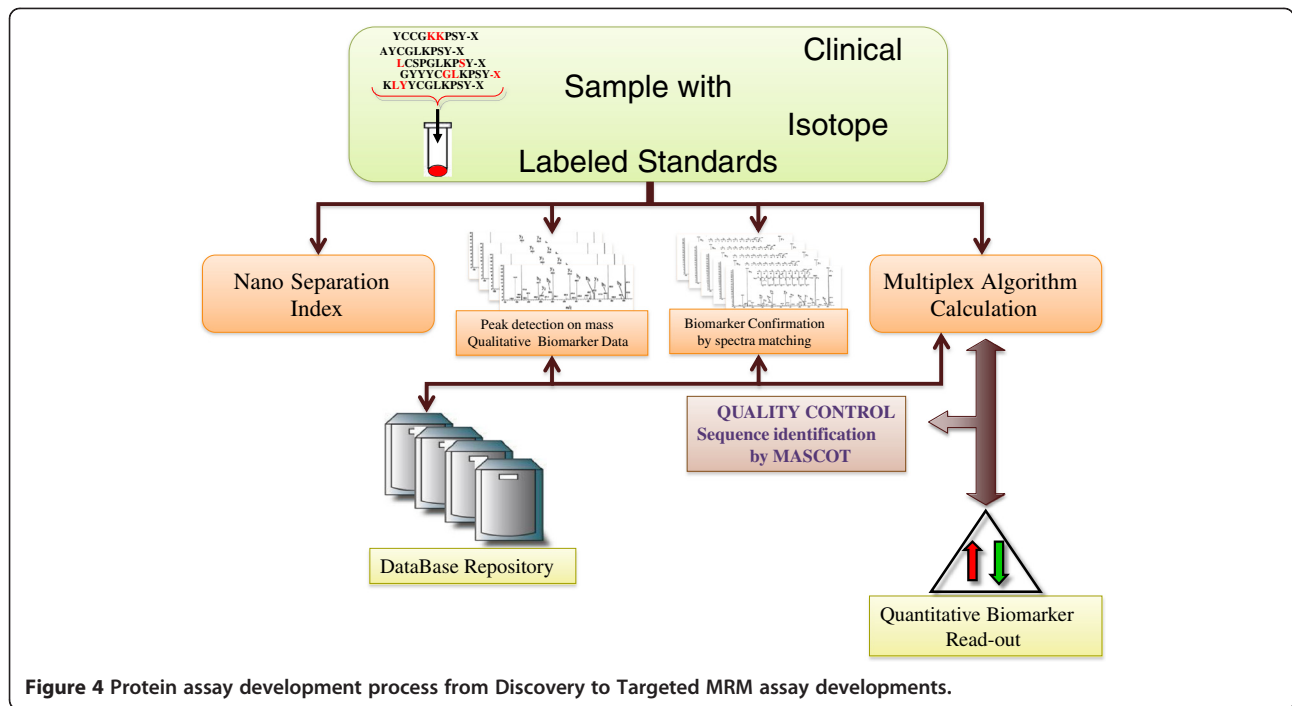 YCCGKKPSY-X
AYCGLKPSY-X
LCSPGLKPSY-X
GYYYCGLKPSY-X
KLYYCGLKPSY-X
Clinical
Sample with
Isotope
Labeled Standards
Nano Separation
Index
Peak detection on mass
Qualitative Biomarker Data
Biomarker Confirmation
by spectra matching
Multiplex Algorithm
Calculation
QUALITY CONTROL
Sequence identification
by MASCOT
DataBase Repository
Quantitative Biomarker
Read-out
Figure 4 Protein assay development process from Discovery to Targeted MRM assay developments.